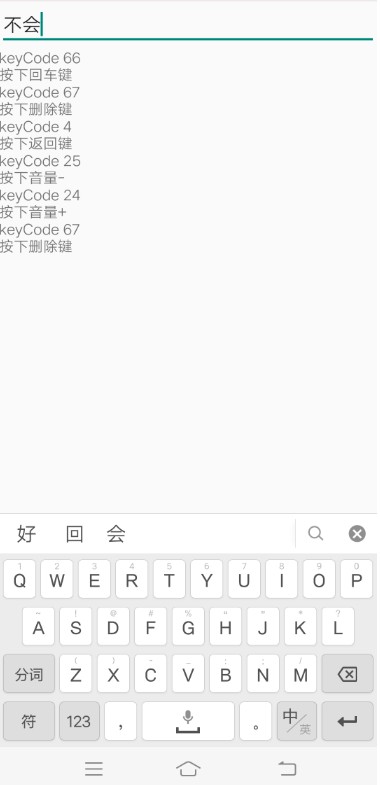 不会
keyCode 66
按下回车键
keyCode 67
按下删除键
keyCode 4
按下返回键
keyCode 25
按下音量-
keyCode 24
按下音量+
keyCode 67
按下删除键
好 回 会
1 2 3 4 5 6 7 8 9 0
Q W E R T Y U I O P
~ ! @ # % " " * ?
A S D F G H J K L
( ) - _ : ; /
分词 Z X C V B N M
符 123 , 。 中/英